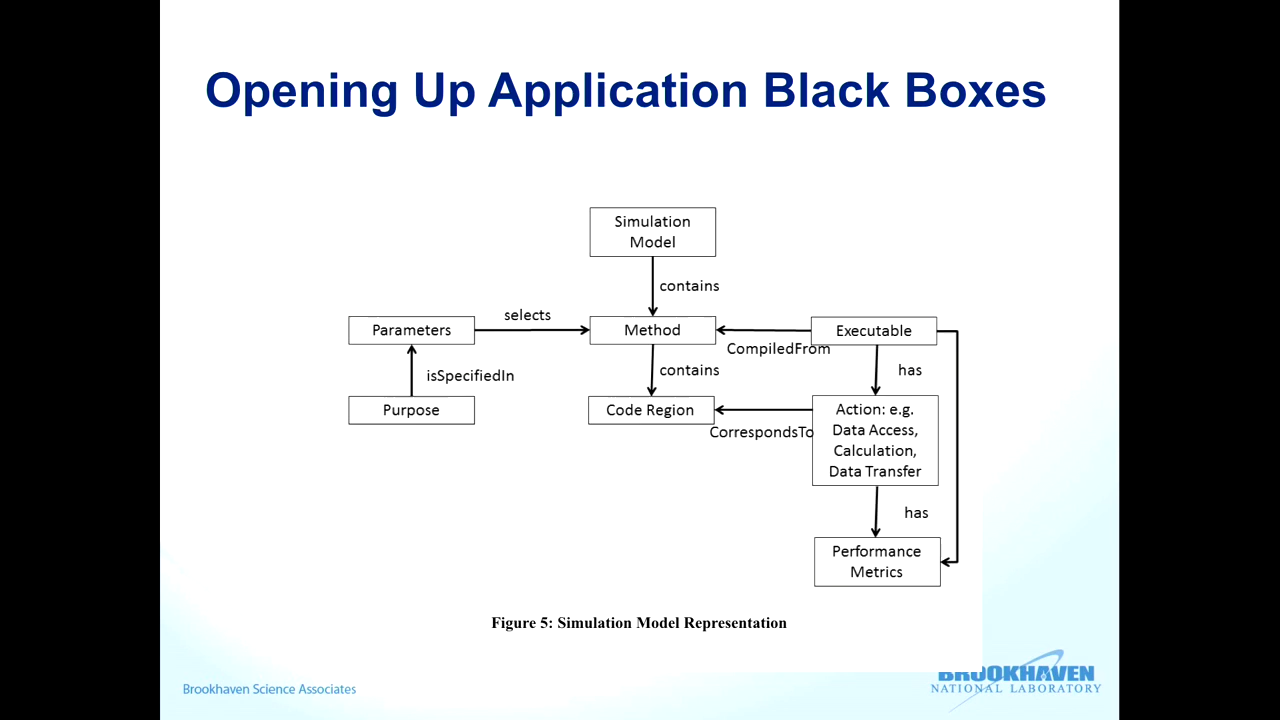 Opening Up Application Black Boxes
Simulation
Model
contains
selects
Parameters
Method
Executable
CompiledFrom
isSpecifiedIn
contains
has
Purpose
Code Region
Action: e.g.
Data Access,
Calculation,
Data Transfer
CorrespondsTo
has
Performance
Metrics
Figure 5: Simulation Model Representation
Brookhaven Science Associates
BROOKHAVEN
NATIONAL LABORATORY